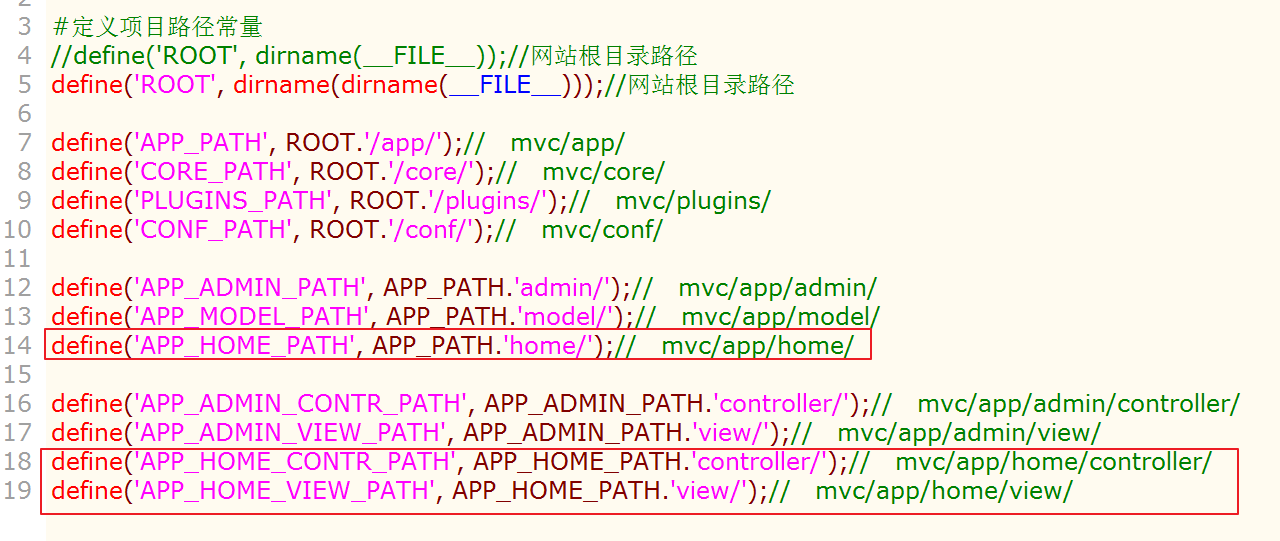 3 #定义项目路径常量
4 //define('ROOT', dirname(__FILE__));//网站根目录路径
5 define('ROOT', dirname(dirname(__FILE__)));//网站根目录路径
6
7 define('APP_PATH', ROOT.'/app/');// mvc/app/
8 define('CORE_PATH', ROOT.'/core/');// mvc/core/
9 define('PLUGINS_PATH', ROOT.'/plugins/');// mvc/plugins/
10 define('CONF_PATH', ROOT.'/conf/');// mvc/conf/
11
12 define('APP_ADMIN_PATH', APP_PATH.'admin/');// mvc/app/admin/
13 define('APP_MODEL_PATH', APP_PATH.'model/');// mvc/app/model/
14 define('APP_HOME_PATH', APP_PATH.'home/');// mvc/app/home/
15
16 define('APP_ADMIN_CONTR_PATH', APP_ADMIN_PATH.'controller/');// mvc/app/admin/controller/
17 define('APP_ADMIN_VIEW_PATH', APP_ADMIN_PATH.'view/');// mvc/app/admin/view/
18 define('APP_HOME_CONTR_PATH', APP_HOME_PATH.'controller/');// mvc/app/home/controller/
19 define('APP_HOME_VIEW_PATH', APP_HOME_PATH.'view/');// mvc/app/home/view/